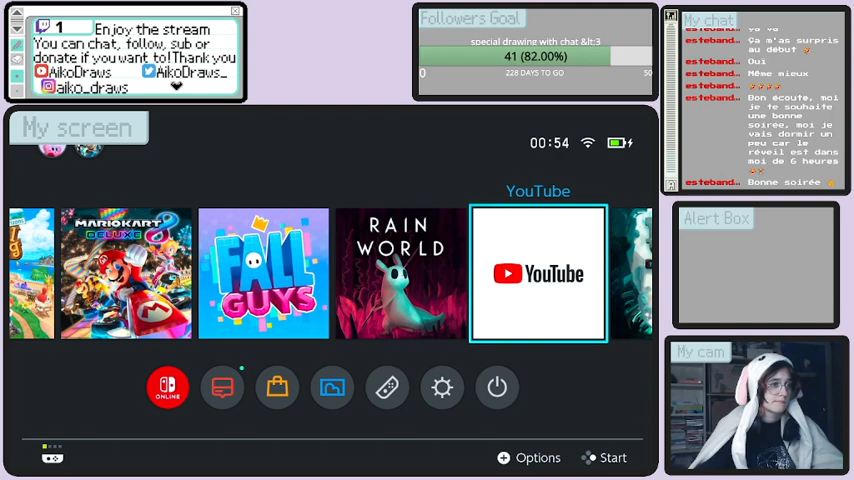 1
Enjoy the stream
You can chat, follow, sub or
donate if you want to!Thank you
AikoDraws
AikoDraws_
aiko_draws
Followers Goal
special drawing with chat &lt;3
41 (82.00%)
0
228 DAYS TO GO
50
My chat
esteband...
Ça m'as surpris
au début
esteband... Oui
esteband... Même mieux
esteband...
esteband... Bon écoute, moi
je te souhaite
une bonne
soirée, moi je
vais dormir un
peu car le
réveil est dans
moi de 6 heures
esteband... Bonne soirée
My screen
00:54
YouTube
MARIOKART
8
DELUXE
FALL
GUYS
RAIN
WORLD
YouTube
ONLINE
Options
Start
Alert Box
My cam